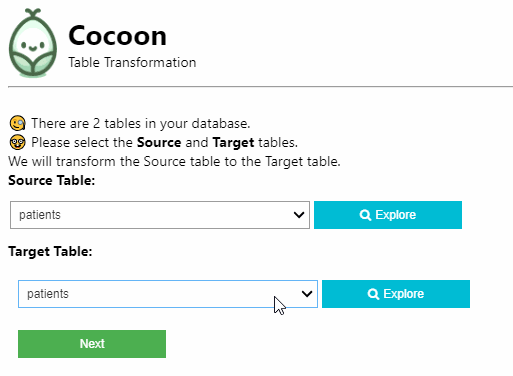 Cocoon
Table Transformation
🧐 There are 2 tables in your database.
🤓 Please select the Source and Target tables.
We will transform the Source table to the Target table.
Source Table:
patients
Explore
Target Table:
patients
Explore
Next